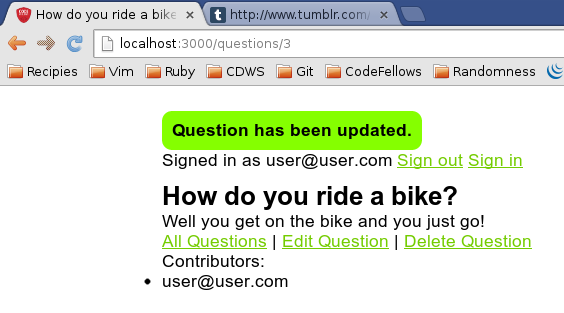 How do you ride a bike
http://www.tumblr.com/
localhost:3000/questions/3
Recipies Vim Ruby CDWS Git CodeFellows Randomness
Question has been updated.
Signed in as user@user.com Sign out Sign in
How do you ride a bike?
Well you get on the bike and you just go!
All Questions | Edit Question | Delete Question
Contributors:
user@user.com